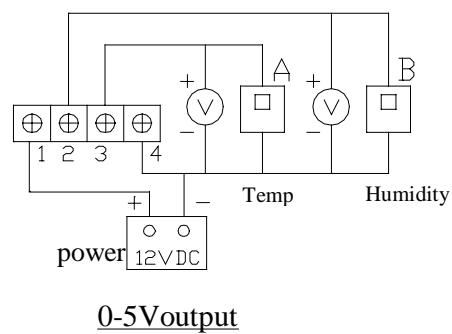 A
B
+
V
−
+
V
−
1 2 3 4
Temp
Humidity
+ −
power
12VDC
0-5Voutput